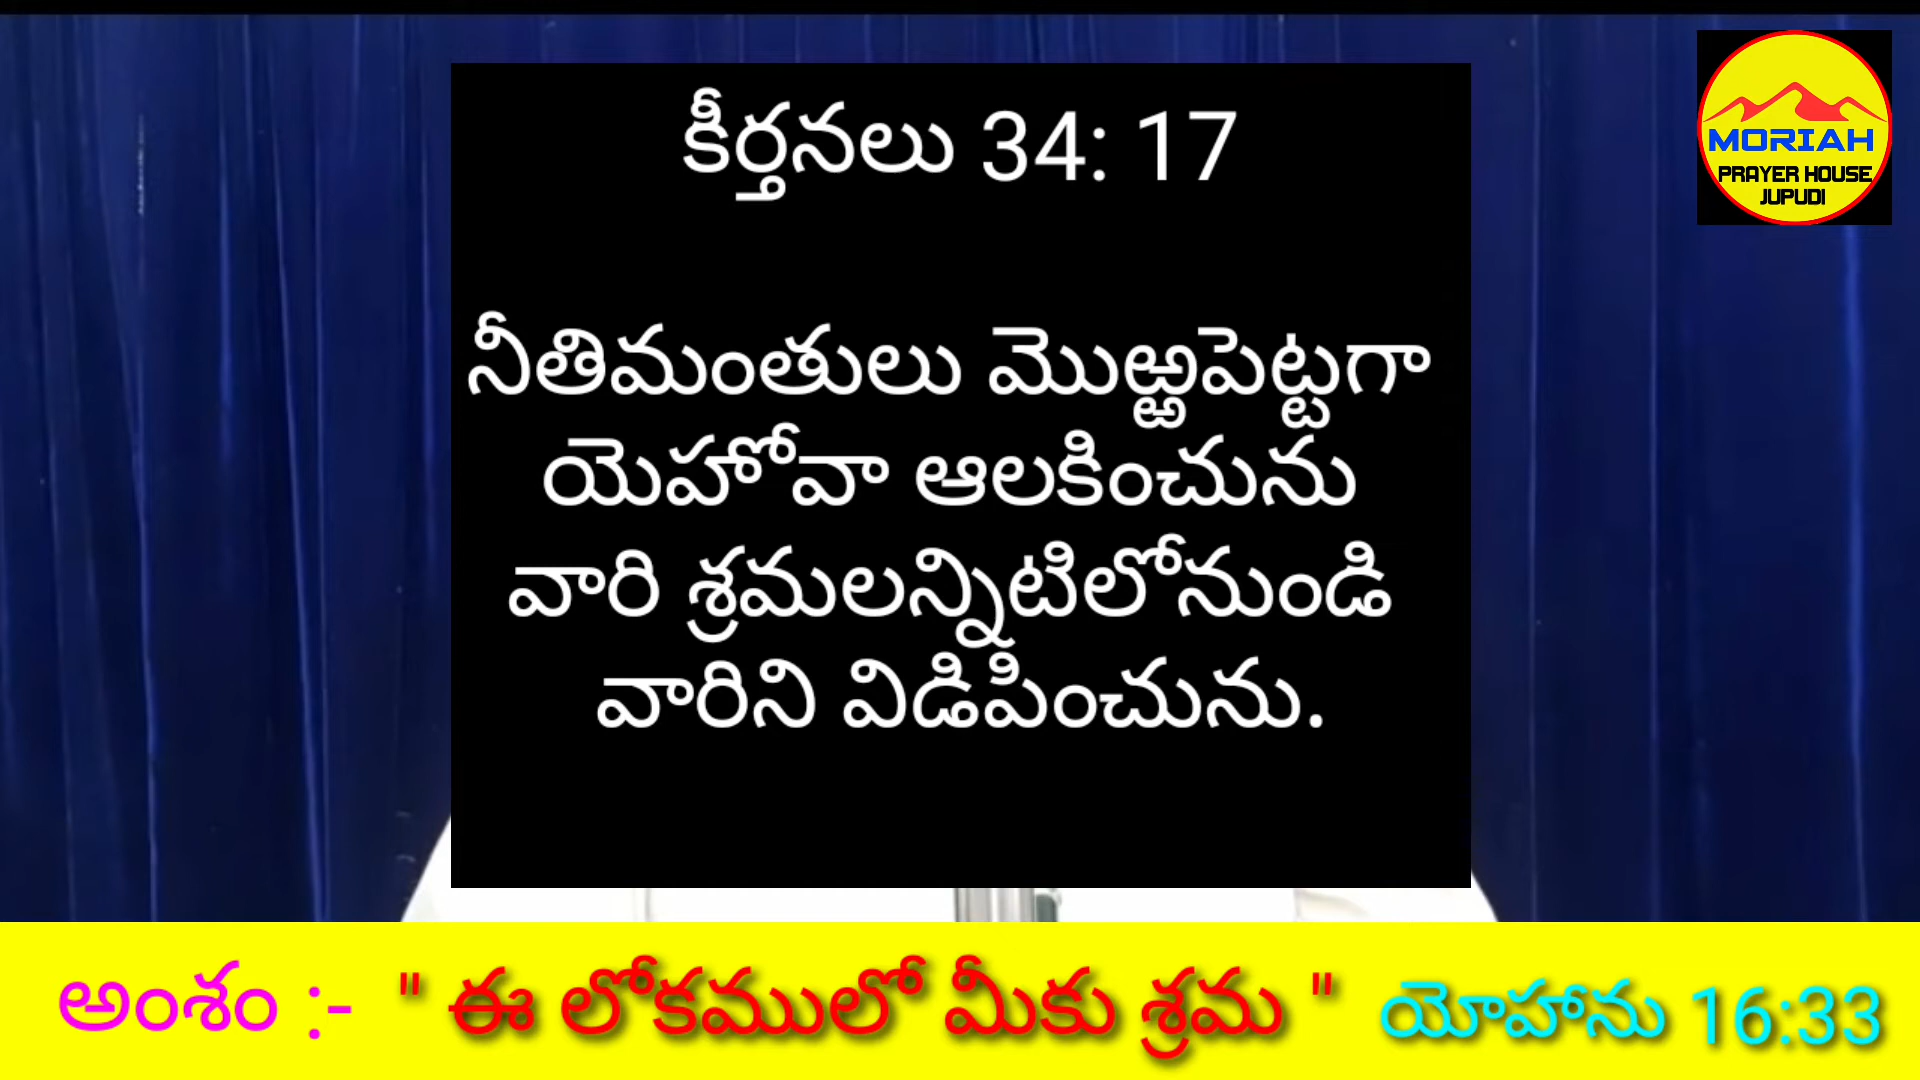 కీర్తనలు 34: 17
నీతిమంతులు మొఱ్ఱపెట్టగా
యెహోవా ఆలకించును
వారి శ్రమలన్నిటిలోనుండి
వారిని విడిపించును.
MORIAH
PRAYER HOUSE
JUPUDI
అంశం :- " ఈ లోకములో మీకు శ్రమ " యోహాను 16:33